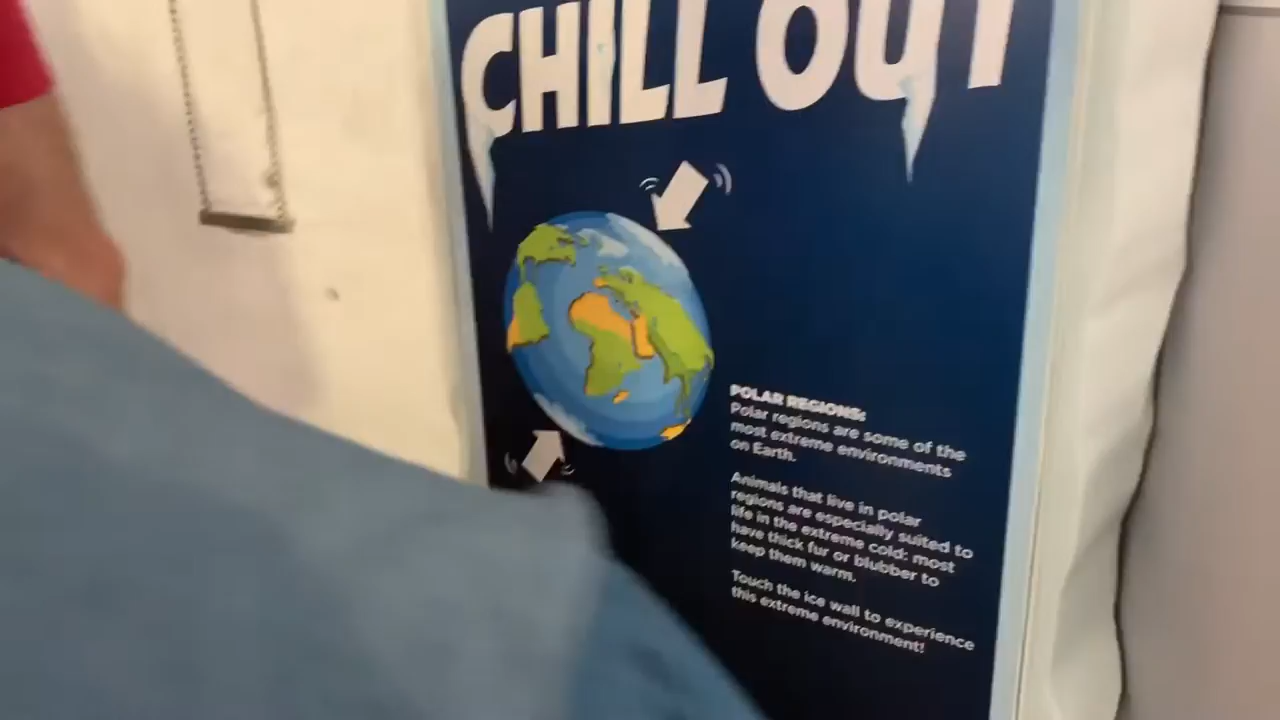 CHILL OUT
POLAR REGIONS:
Polar regions are some of the
most extreme environments
on Earth.
Animals that live in polar
regions are especially suited to
life in the extreme cold: most
have thick fur or blubber to
keep them warm.
Touch the ice wall to experience
this extreme environment!